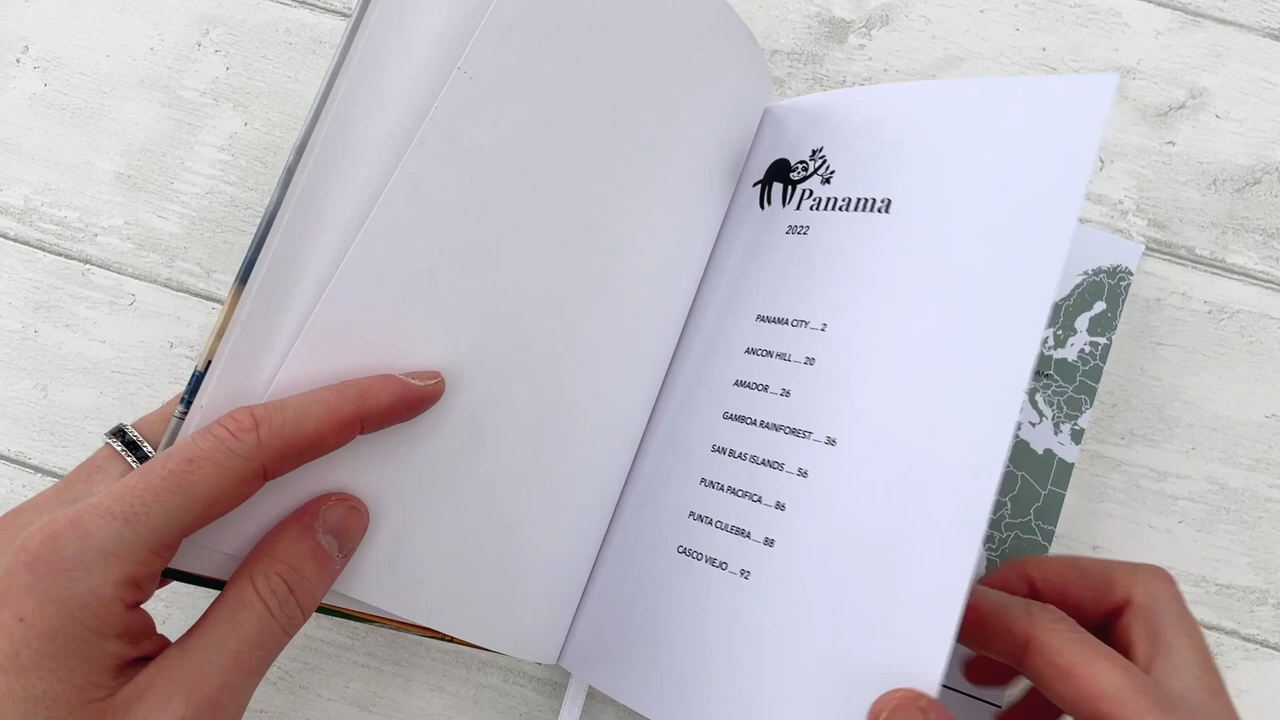 Panama
2022
PANAMA CITY ... 2
ANCON HILL ... 20
AMADOR ... 26
GAMBOA RAINFOREST ... 36
SAN BLAS ISLANDS ... 56
PUNTA PACIFICA ... 86
PUNTA CULEBRA ... 88
CASCO VIEJO ... 92